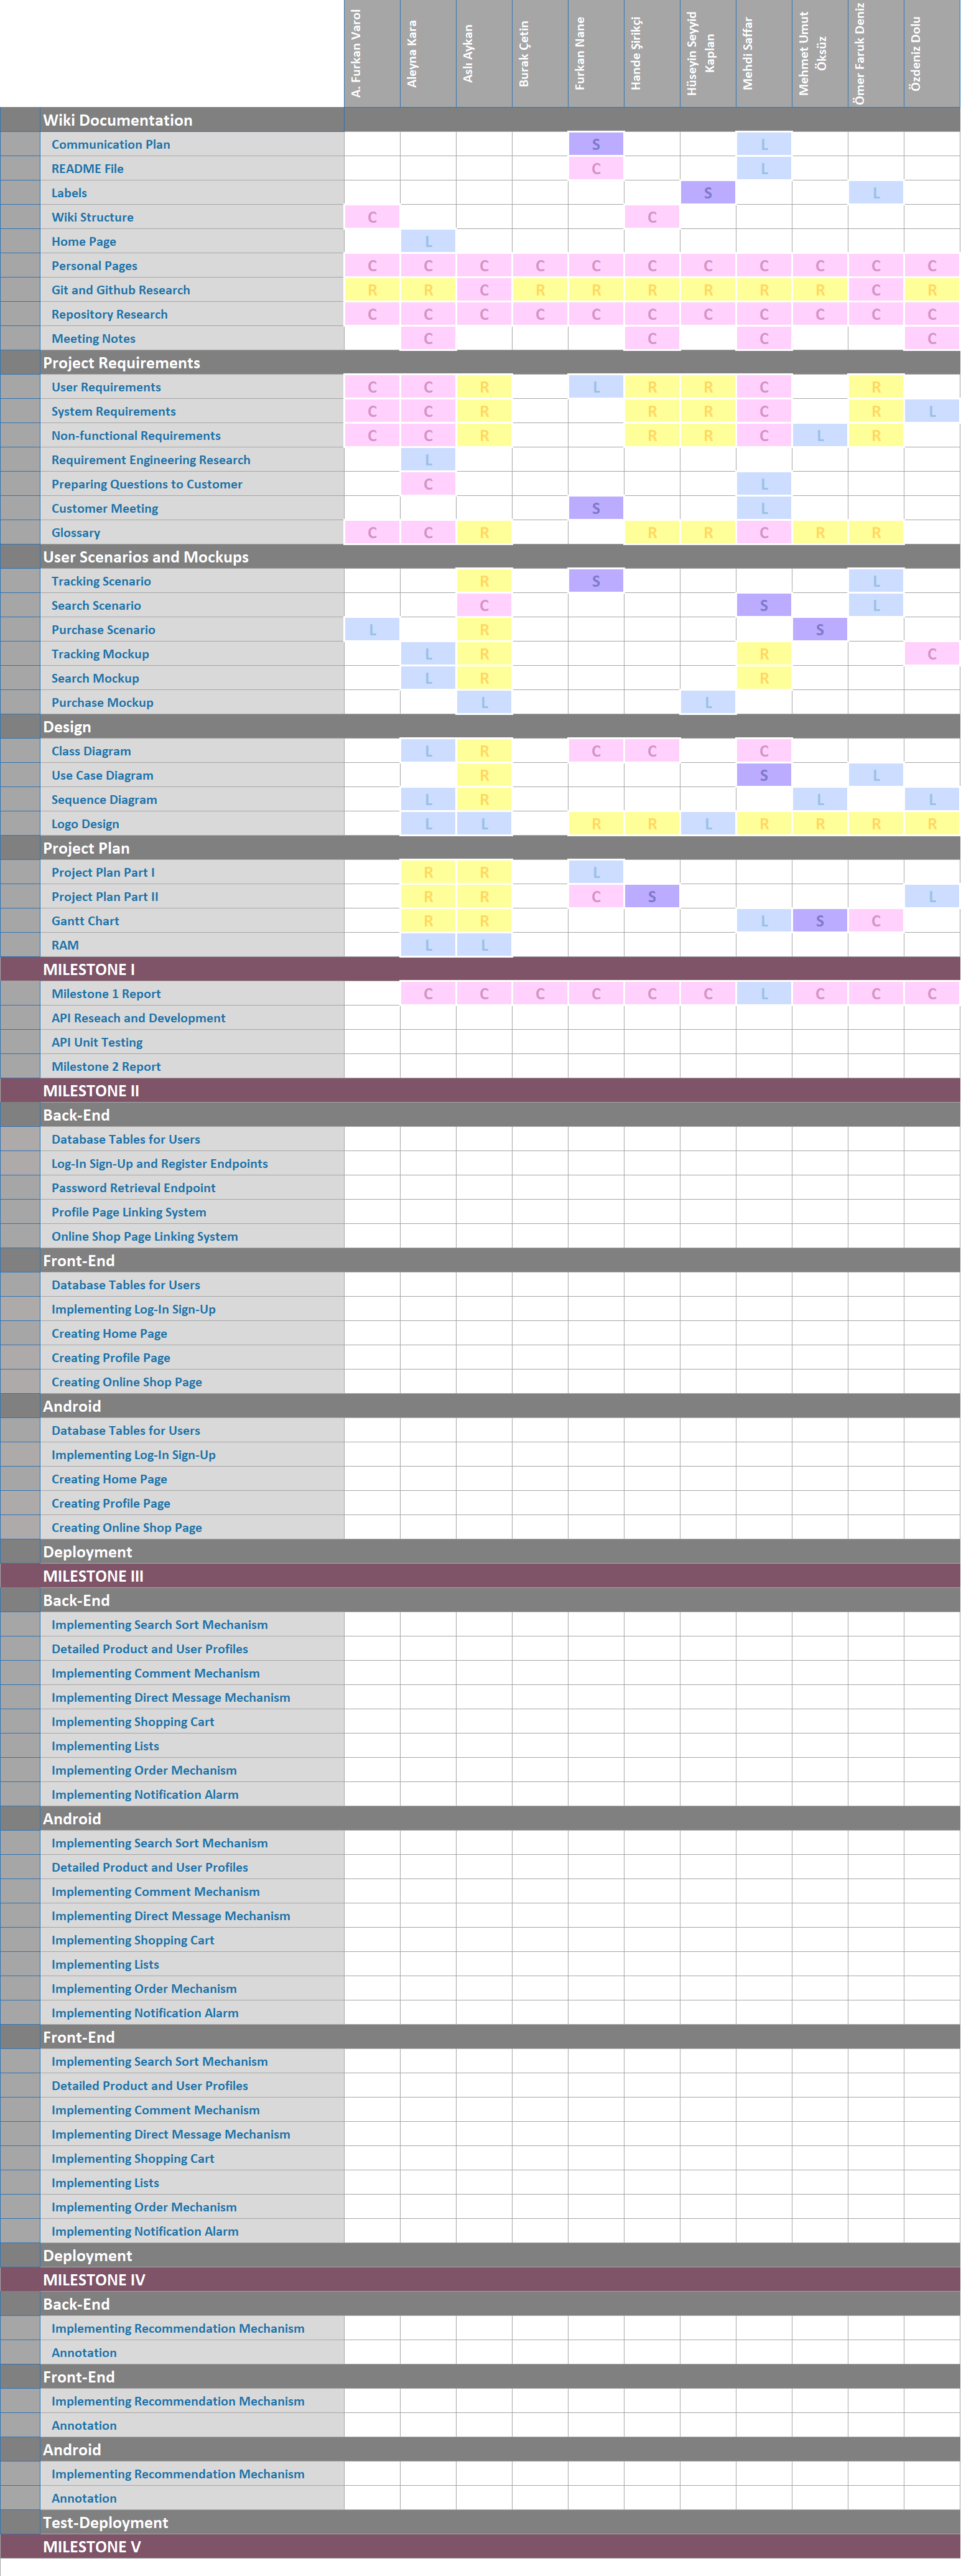 A. Furkan Varol
Aleyna Kara
Aslı Aykan
Burak Çetin
Furkan Nane
Hande Şirikçi
Hüseyin Seyyid
Kaplan
Mehdi Saffar
Mehmet Umut
Öksüz
Ömer Faruk Deniz
Özdeniz Dolu
Wiki Documentation
Communication Plan S L
README File C L
Labels S L
Wiki Structure C C
Home Page L
Personal Pages C C C C C C C C C C C
Git and Github Research R R C R R R R R R C R
Repository Research C C C C C C C C C C C
Meeting Notes C C C C
Project Requirements
User Requirements C C R L R R C R
System Requirements C C R R R C R L
Non-functional Requirements C C R R R C L R
Requirement Engineering Research L
Preparing Questions to Customer C L
Customer Meeting S L
Glossary C C R R R C R R
User Scenarios and Mockups
Tracking Scenario R S L
Search Scenario C S L
Purchase Scenario L R S
Tracking Mockup L R R C
Search Mockup L R R
Purchase Mockup L L
Design
Class Diagram L R C C C
Use Case Diagram R S L
Sequence Diagram L R L L
Logo Design L L R R L R R R R
Project Plan
Project Plan Part I R R L
Project Plan Part II R R C S L
Gantt Chart R R L S C
RAM L L
MILESTONE I
Milestone 1 Report C C C C C C L C C C
API Reseach and Development
API Unit Testing
Milestone 2 Report
MILESTONE II
Back-End
Database Tables for Users
Log-In Sign-Up and Register Endpoints
Password Retrieval Endpoint
Profile Page Linking System
Online Shop Page Linking System
Front-End
Database Tables for Users
Implementing Log-In Sign-Up
Creating Home Page
Creating Profile Page
Creating Online Shop Page
Android
Database Tables for Users
Implementing Log-In Sign-Up
Creating Home Page
Creating Profile Page
Creating Online Shop Page
Deployment
MILESTONE III
Back-End
Implementing Search Sort Mechanism
Detailed Product and User Profiles
Implementing Comment Mechanism
Implementing Direct Message Mechanism
Implementing Shopping Cart
Implementing Lists
Implementing Order Mechanism
Implementing Notification Alarm
Android
Implementing Search Sort Mechanism
Detailed Product and User Profiles
Implementing Comment Mechanism
Implementing Direct Message Mechanism
Implementing Shopping Cart
Implementing Lists
Implementing Order Mechanism
Implementing Notification Alarm
Front-End
Implementing Search Sort Mechanism
Detailed Product and User Profiles
Implementing Comment Mechanism
Implementing Direct Message Mechanism
Implementing Shopping Cart
Implementing Lists
Implementing Order Mechanism
Implementing Notification Alarm
Deployment
MILESTONE IV
Back-End
Implementing Recommendation Mechanism
Annotation
Front-End
Implementing Recommendation Mechanism
Annotation
Android
Implementing Recommendation Mechanism
Annotation
Test-Deployment
MILESTONE V